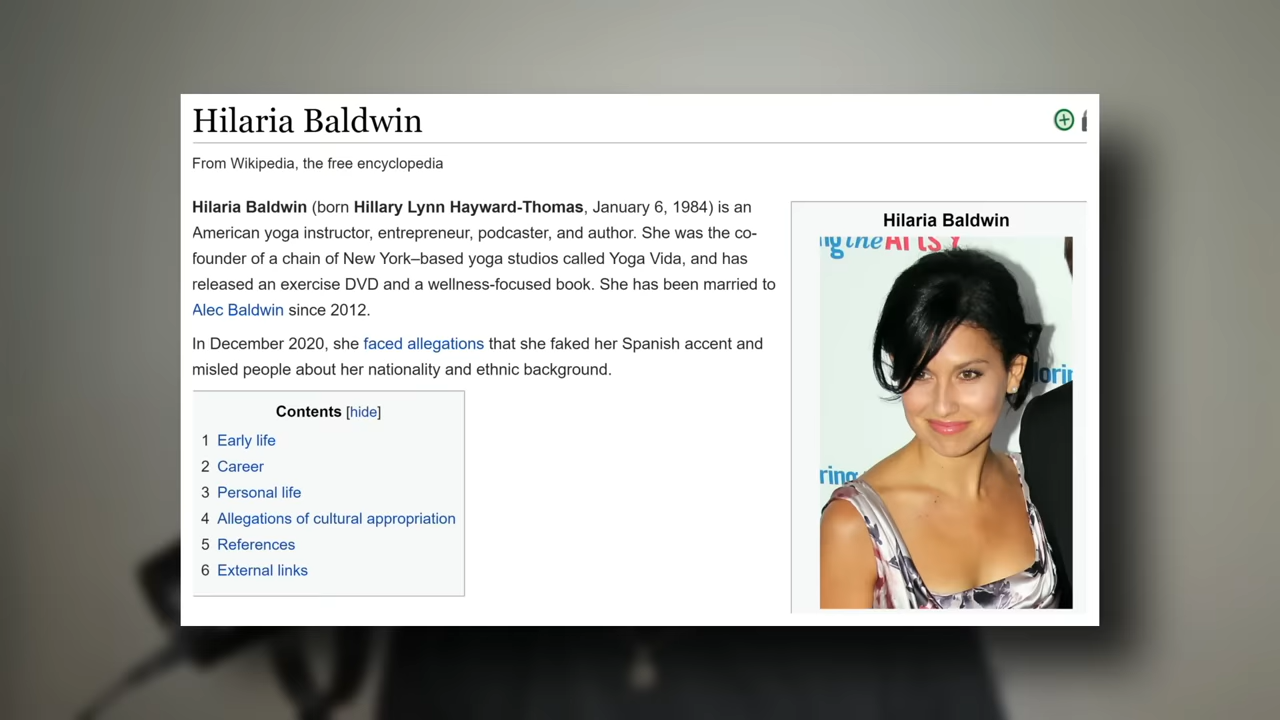 Hilaria Baldwin
From Wikipedia, the free encyclopedia
Hilaria Baldwin (born Hillary Lynn Hayward-Thomas, January 6, 1984) is an
American yoga instructor, entrepreneur, podcaster, and author. She was the co-
founder of a chain of New York–based yoga studios called Yoga Vida, and has
released an exercise DVD and a wellness-focused book. She has been married to
Alec Baldwin since 2012.
In December 2020, she faced allegations that she faked her Spanish accent and
misled people about her nationality and ethnic background.
Contents [hide]
1 Early life
2 Career
3 Personal life
4 Allegations of cultural appropriation
5 References
6 External links
Hilaria Baldwin
ng the Arts
lorin
ring